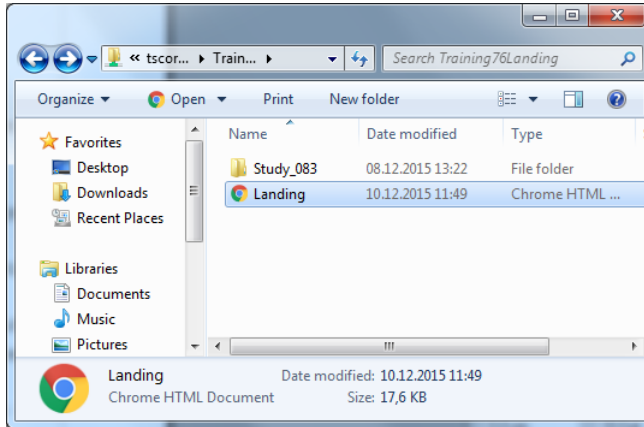 « tscor... ▸ Train... ▸
Search Training76Landing
Organize Open Print New folder
Favorites
Desktop
Downloads
Recent Places
Libraries
Documents
Music
Pictures
Name Date modified Type
Study_083 08.12.2015 13:22 File folder
Landing 10.12.2015 11:49 Chrome HTML ...
Landing Date modified: 10.12.2015 11:49
Chrome HTML Document Size: 17,6 KB